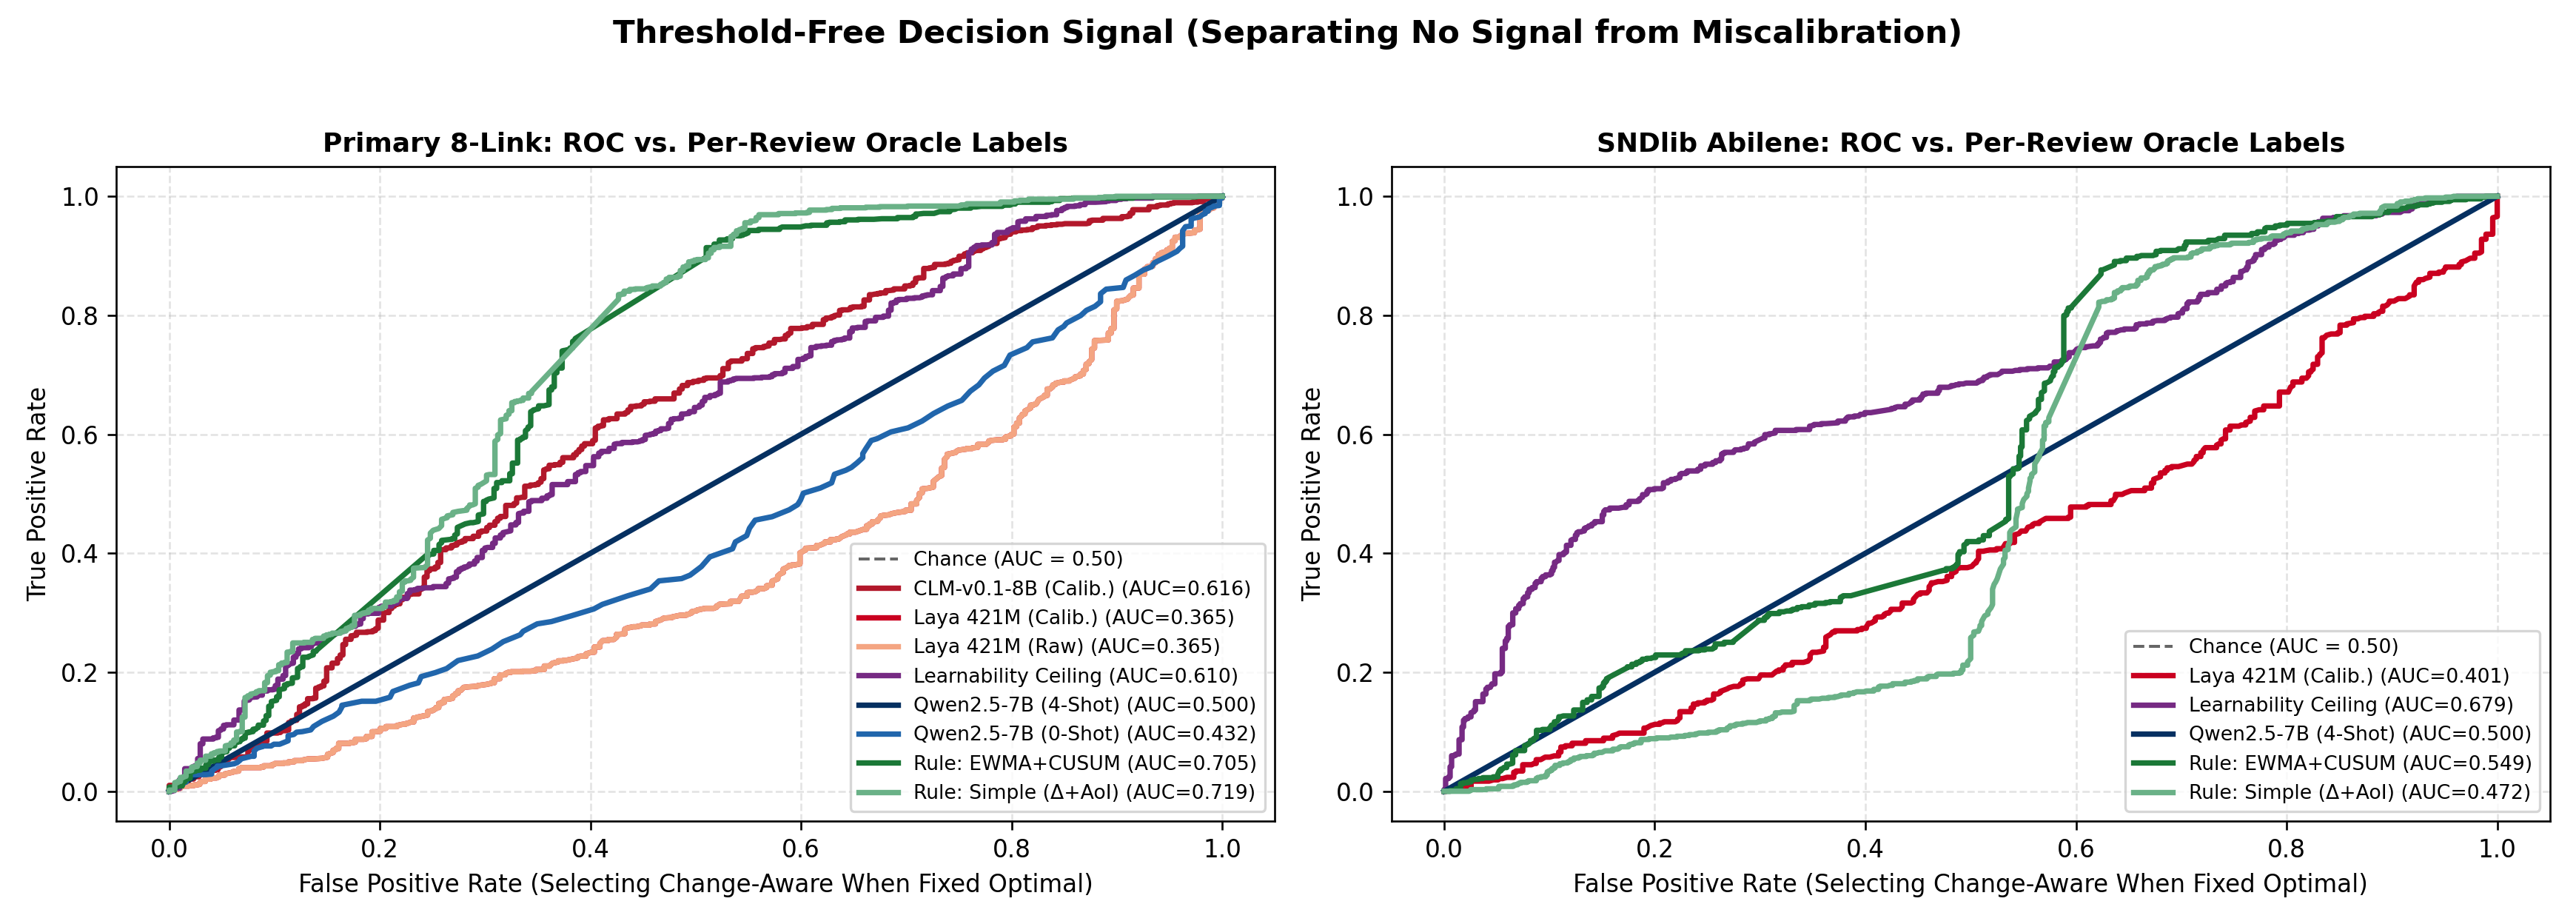 Threshold-Free Decision Signal (Separating No Signal from Miscalibration)
Primary 8-Link: ROC vs. Per-Review Oracle Labels
True Positive Rate
1.0
0.8
0.6
0.4
0.2
0.0
0.0 0.2 0.4 0.6 0.8 1.0
False Positive Rate (Selecting Change-Aware When Fixed Optimal)
Chance (AUC = 0.50)
CLM-v0.1-8B (Calib.) (AUC=0.616)
Laya 421M (Calib.) (AUC=0.365)
Laya 421M (Raw) (AUC=0.365)
Learnability Ceiling (AUC=0.610)
Qwen2.5-7B (4-Shot) (AUC=0.500)
Qwen2.5-7B (0-Shot) (AUC=0.432)
Rule: EWMA+CUSUM (AUC=0.705)
Rule: Simple (Δ+AoI) (AUC=0.719)
SNDlib Abilene: ROC vs. Per-Review Oracle Labels
True Positive Rate
1.0
0.8
0.6
0.4
0.2
0.0
0.0 0.2 0.4 0.6 0.8 1.0
False Positive Rate (Selecting Change-Aware When Fixed Optimal)
Chance (AUC = 0.50)
Laya 421M (Calib.) (AUC=0.401)
Learnability Ceiling (AUC=0.679)
Qwen2.5-7B (4-Shot) (AUC=0.500)
Rule: EWMA+CUSUM (AUC=0.549)
Rule: Simple (Δ+AoI) (AUC=0.472)